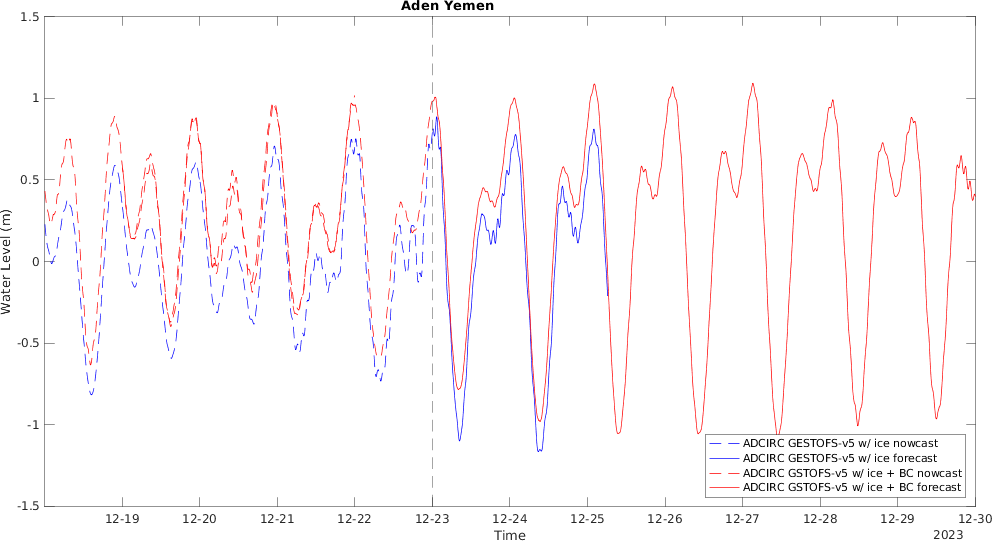 Aden Yemen
1.5
1
0.5
0
-0.5
-1
-1.5
Water Level (m)
12-19 12-20 12-21 12-22 12-23 12-24 12-25 12-26 12-27 12-28 12-29 12-30
Time
2023
ADCIRC GESTOFS-v5 w/ ice nowcast
ADCIRC GESTOFS-v5 w/ ice forecast
ADCIRC GSTOFS-v5 w/ ice + BC nowcast
ADCIRC GSTOFS-v5 w/ ice + BC forecast